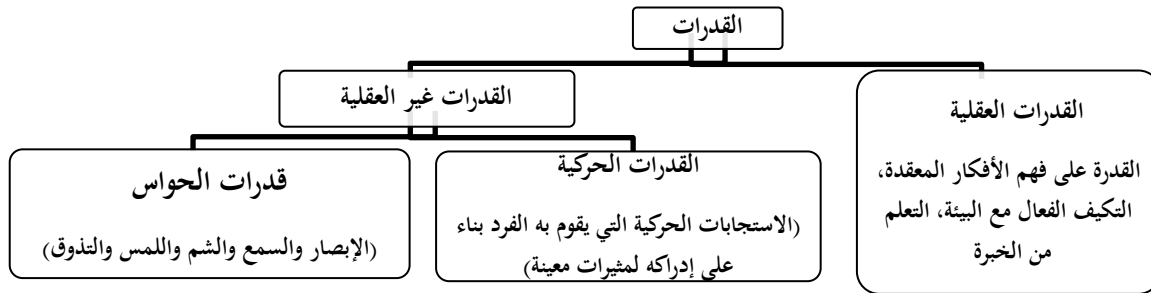 القدرات
القدرات العقلية
القدرة على فهم الأفكار المعقدة،
التكيف الفعال مع البيئة، التعلم
من الخبرة
القدرات غير العقلية
القدرات الحركية
(الاستجابات الحركية التي يقوم به الفرد بناء
على إدراكه لمثيرات معينة)
قدرات الحواس
(الإبصار والسمع والشم واللمس والتذوق)